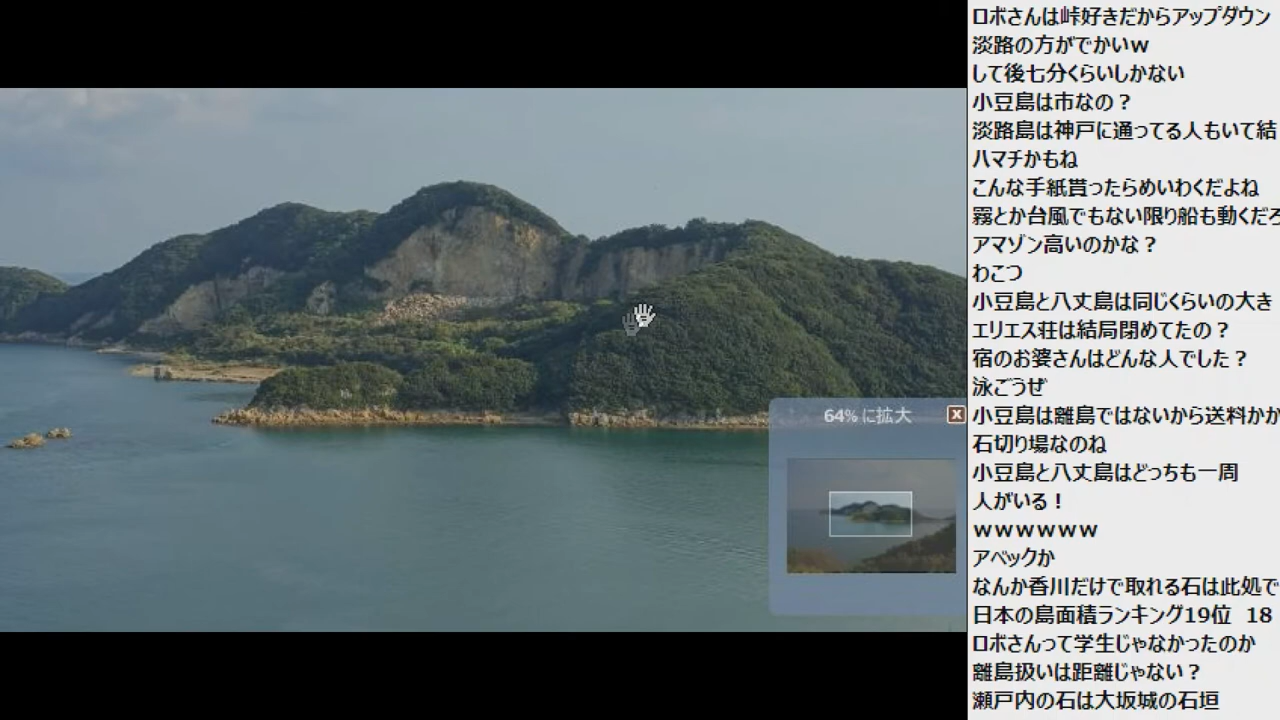 64%に拡大
ロボさんは峠好きだからアップダウン
淡路の方がでかいｗ
して後七分くらいしかない
小豆島は市なの？
淡路島は神戸に通ってる人もいて結
ハマチかもね
こんな手紙貰ったらめいわくだよね
霧とか台風でもない限り船も動くだろ
アマゾン高いのかな？
わこつ
小豆島と八丈島は同じくらいの大き
エリエス荘は結局閉めてたの？
宿のお婆さんはどんな人でした？
泳ごうぜ
小豆島は離島ではないから送料かか
石切り場なのね
小豆島と八丈島はどっちも一周
人がいる！
ｗｗｗｗｗｗ
アベックか
なんか香川だけで取れる石は此処で
日本の島面積ランキング19位　18
ロボさんって学生じゃなかったのか
離島扱いは距離じゃない？
瀬戸内の石は大坂城の石垣